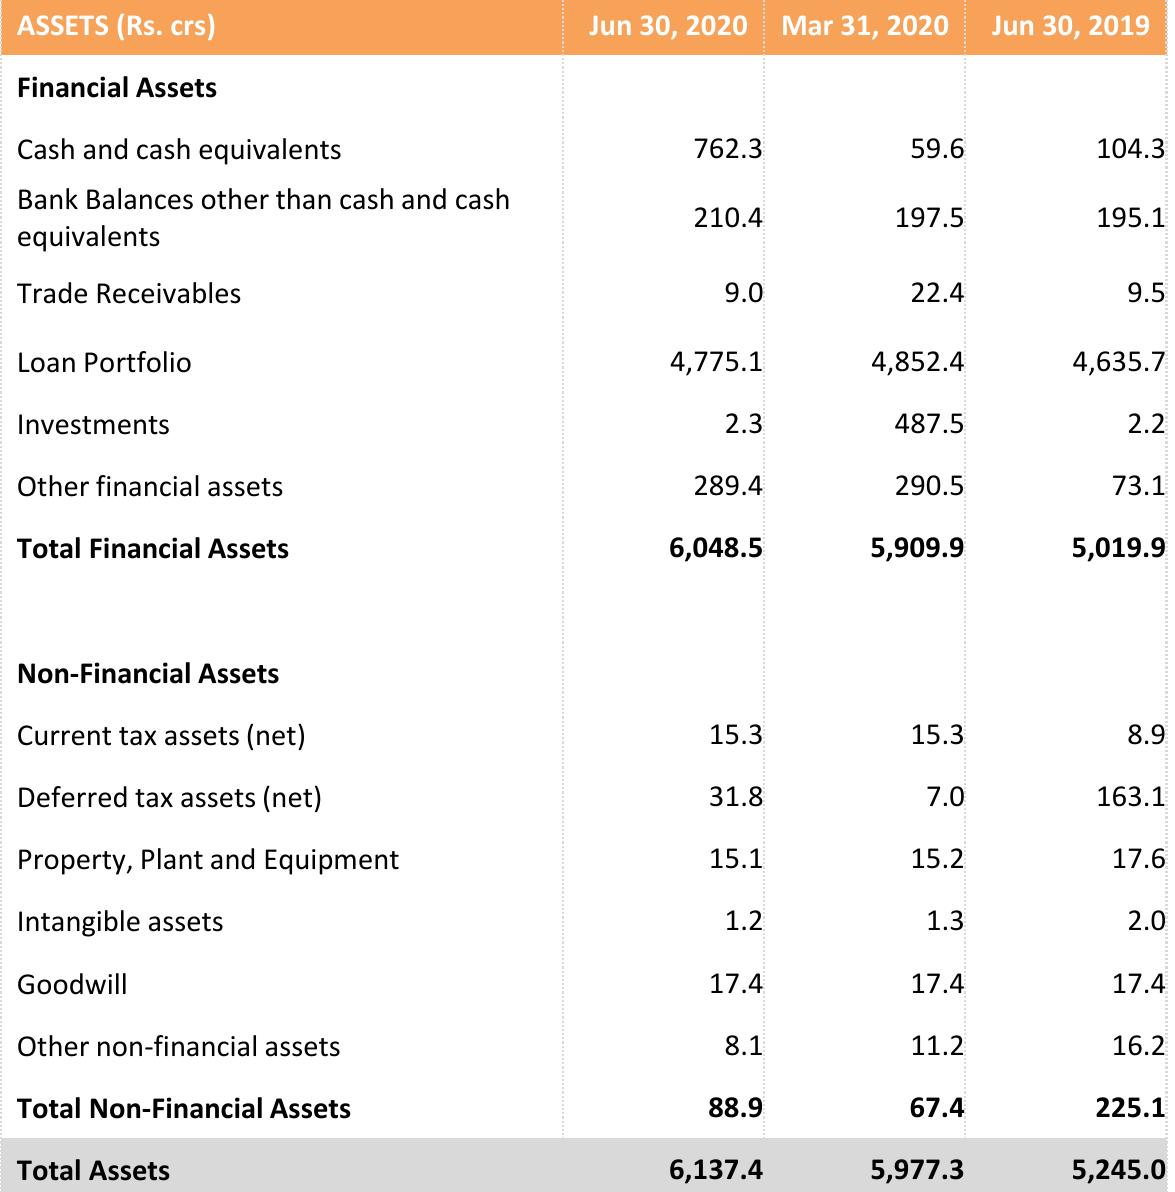 ASSETS (Rs. crs) Jun 30, 2020 Mar 31, 2020 Jun 30, 2019
Financial Assets
Cash and cash equivalents 762.3 59.6 104.3
Bank Balances other than cash and cash
equivalents 210.4 197.5 195.1
Trade Receivables 9.0 22.4 9.5
Loan Portfolio 4,775.1 4,852.4 4,635.7
Investments 2.3 487.5 2.2
Other financial assets 289.4 290.5 73.1
Total Financial Assets 6,048.5 5,909.9 5,019.9
Non-Financial Assets
Current tax assets (net) 15.3 15.3 8.9
Deferred tax assets (net) 31.8 7.0 163.1
Property, Plant and Equipment 15.1 15.2 17.6
Intangible assets 1.2 1.3 2.0
Goodwill 17.4 17.4 17.4
Other non-financial assets 8.1 11.2 16.2
Total Non-Financial Assets 88.9 67.4 225.1
Total Assets 6,137.4 5,977.3 5,245.0